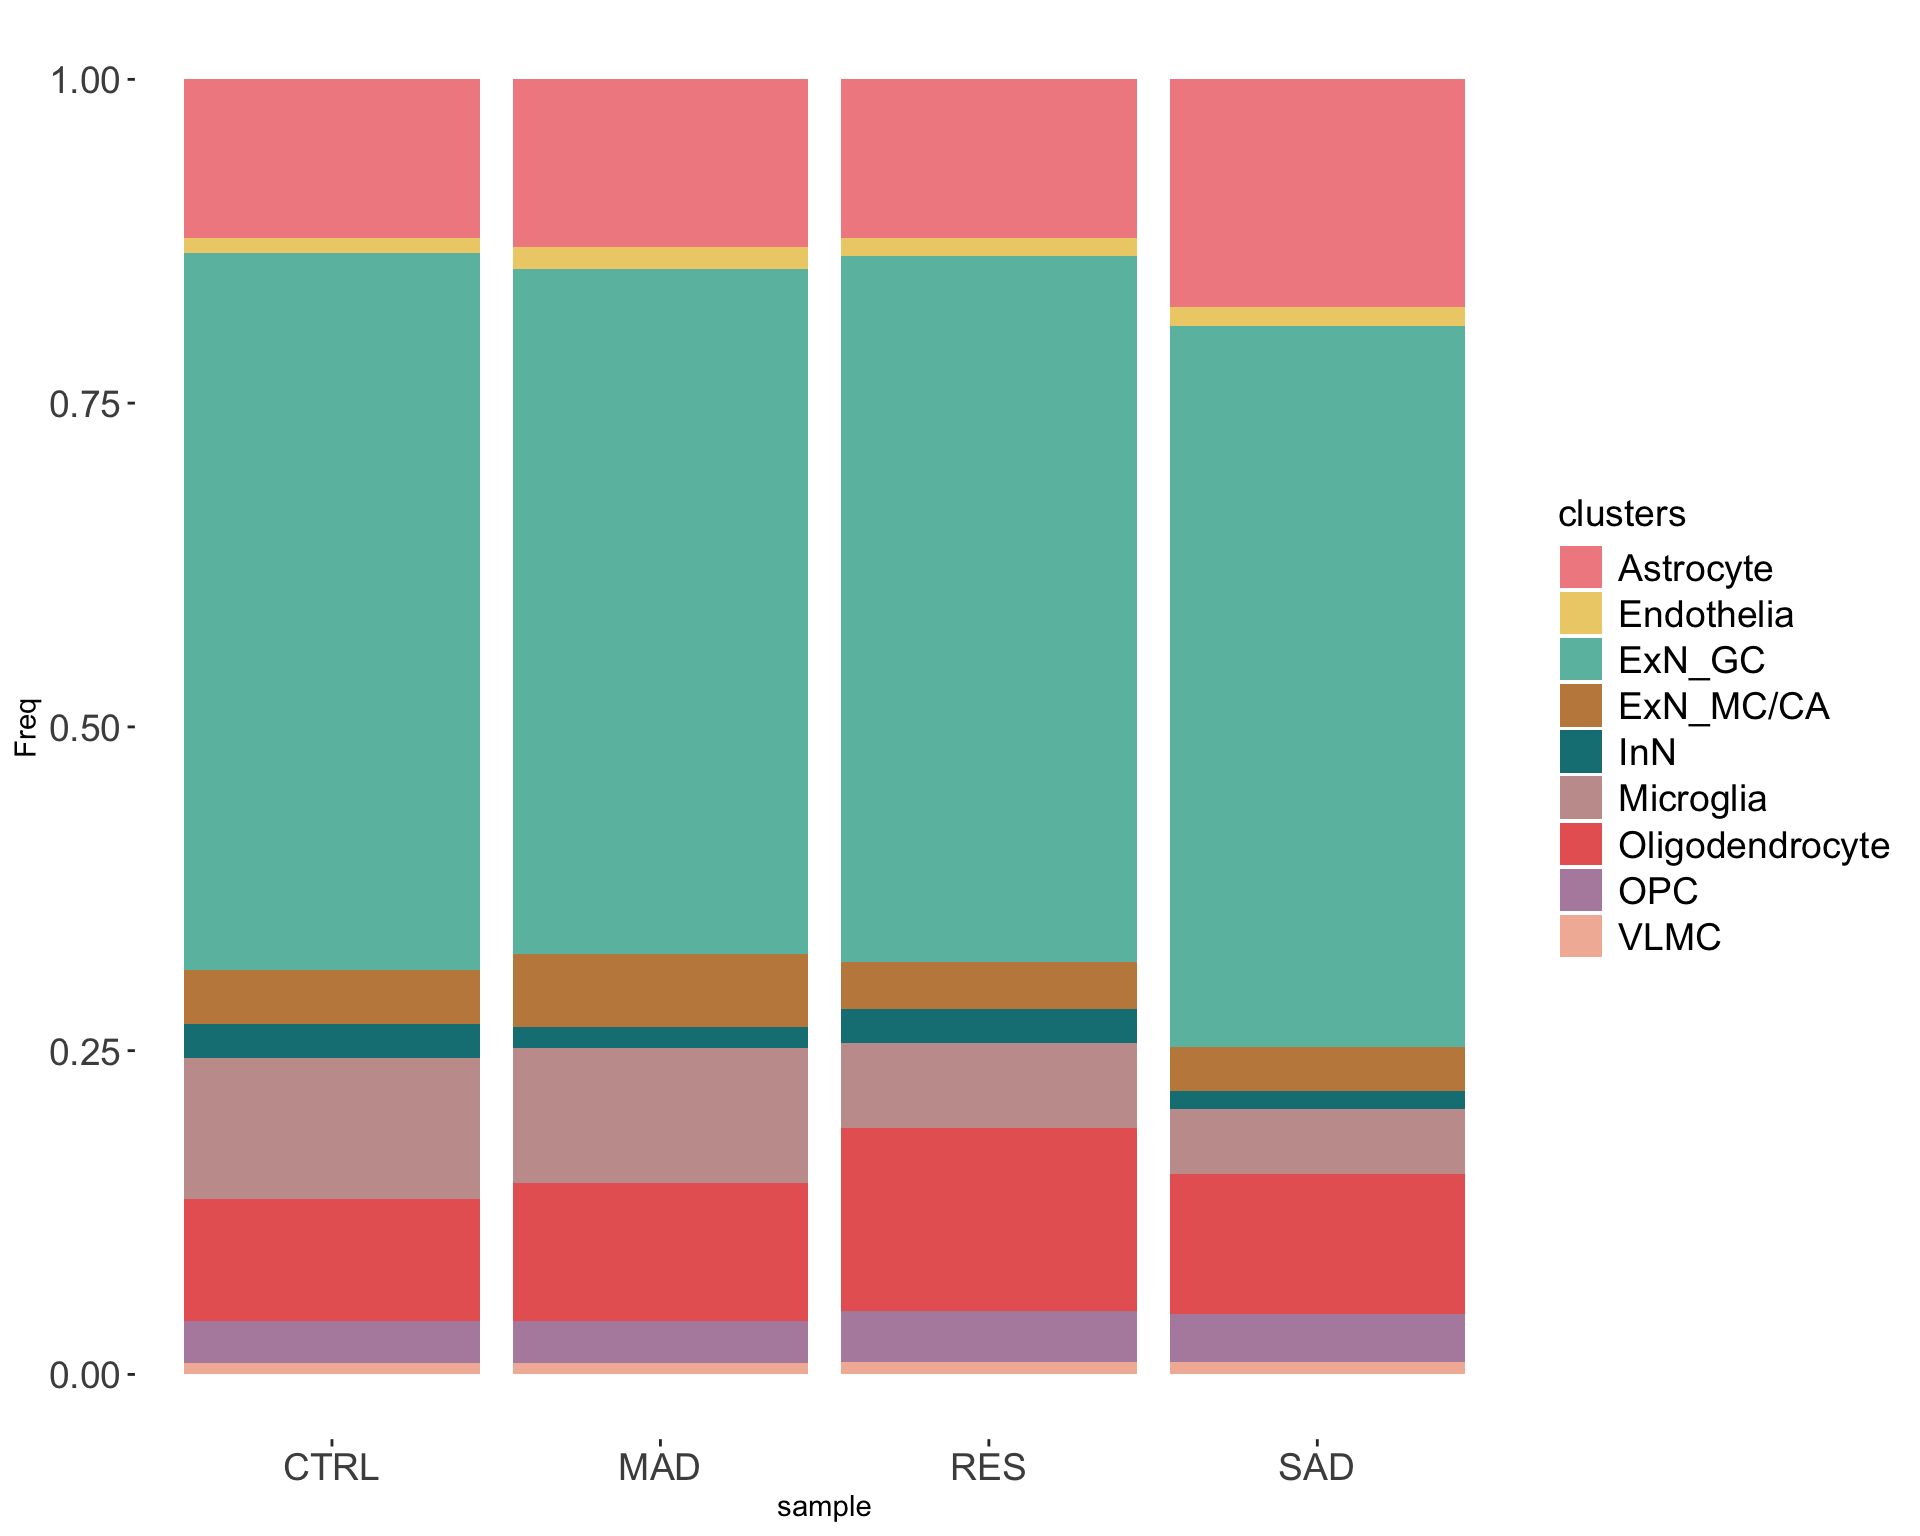 1.00
0.75
0.50
0.25
0.00
Freq
CTRL
MAD
RES
SAD
sample
clusters
Astrocyte
Endothelia
ExN_GC
ExN_MC/CA
InN
Microglia
Oligodendrocyte
OPC
VLMC